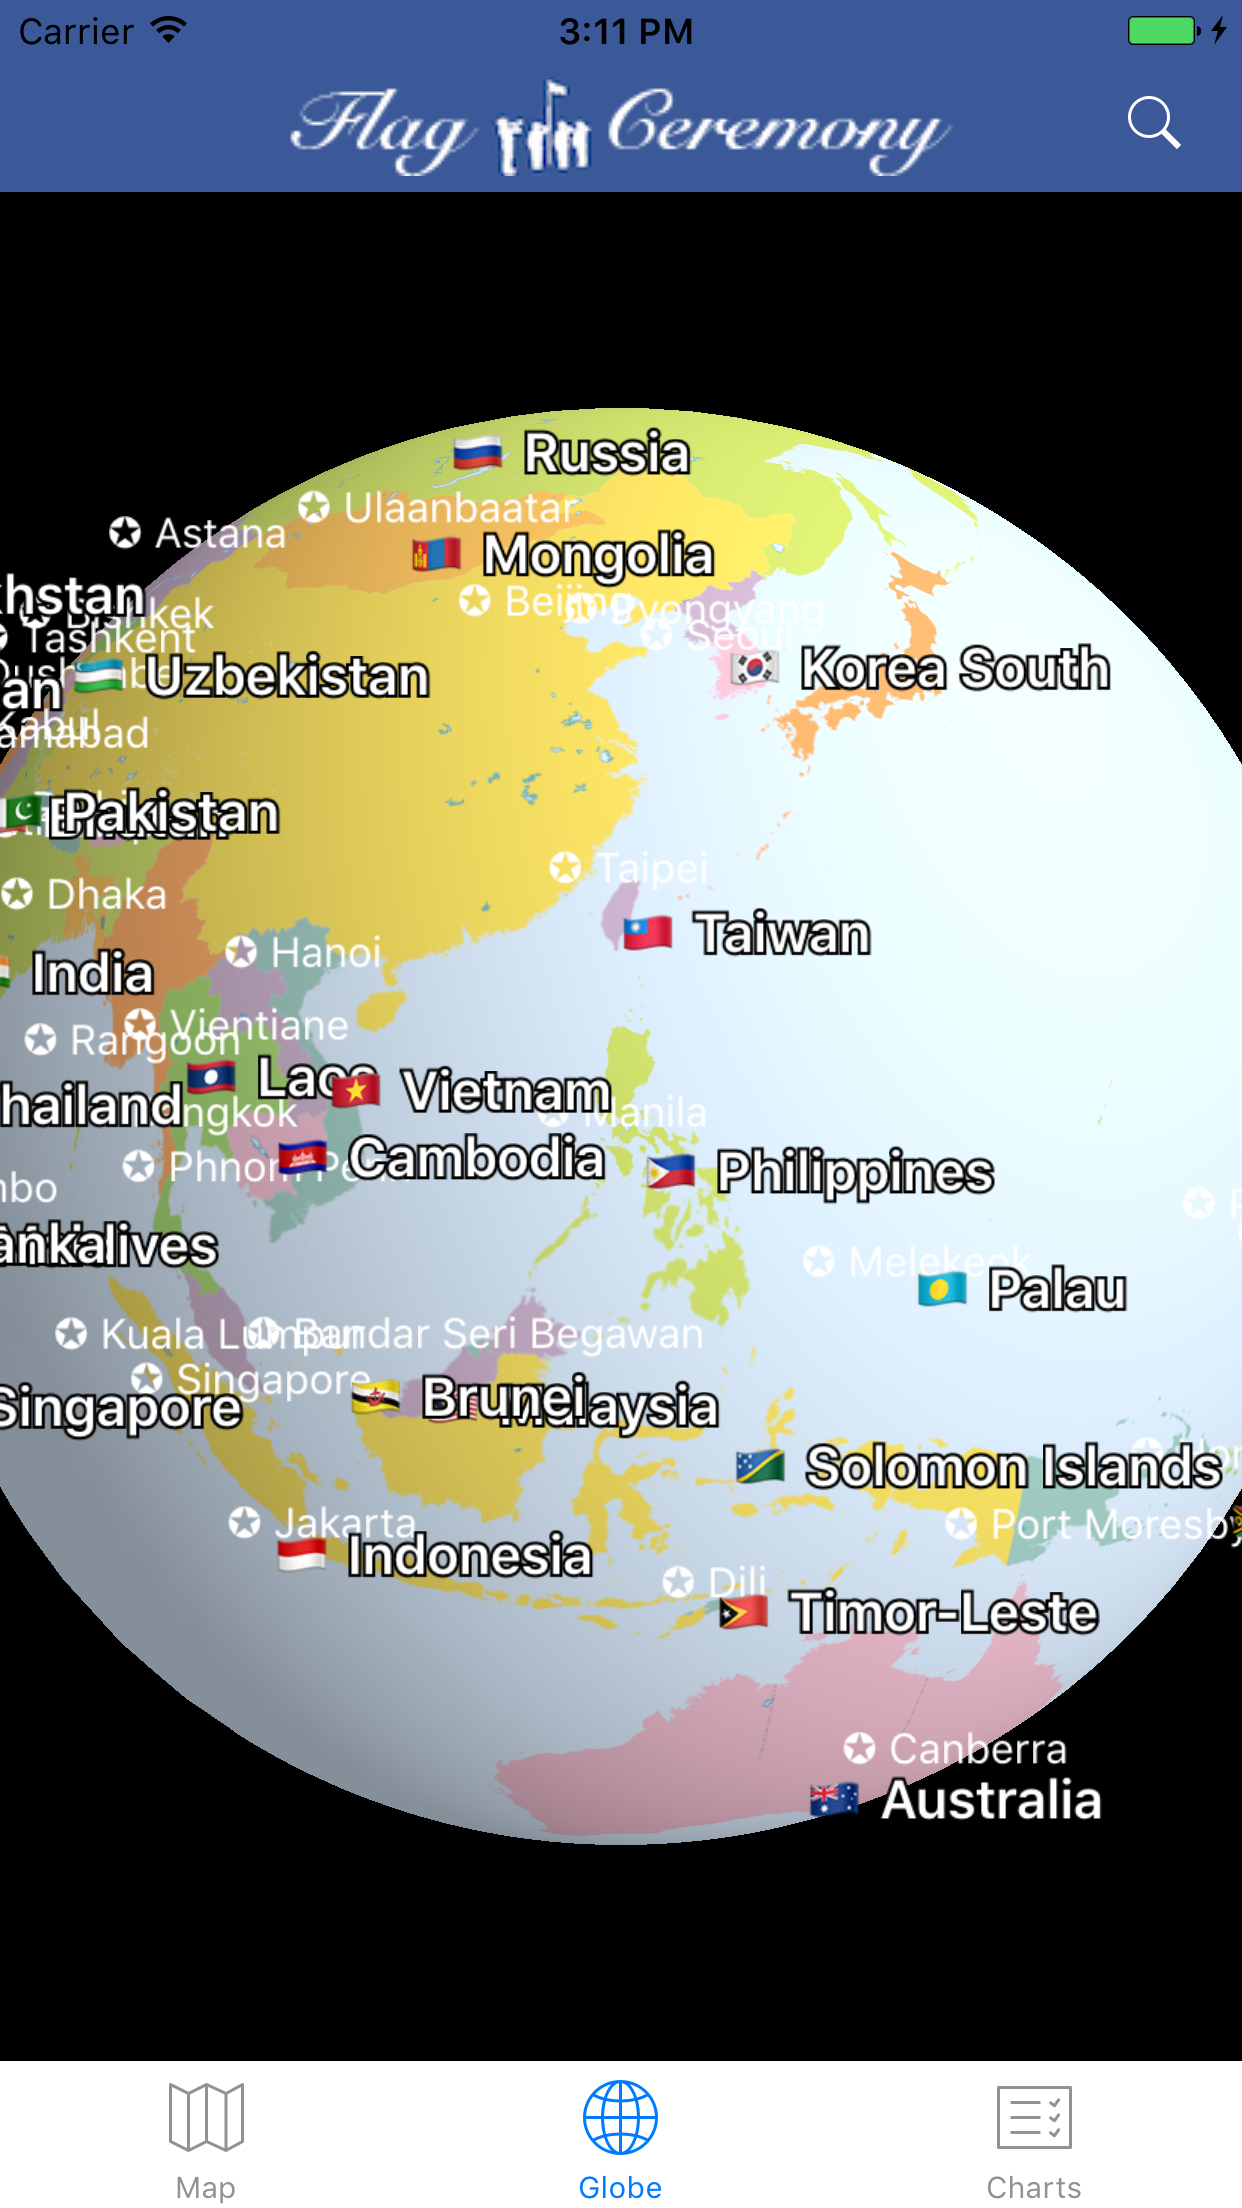 Carrier
3:11 PM
Flag Ceremony
Russia
Ulaanbaatar
Astana
Mongolia
Beijing
Pyongyang
khstan
Bishkek
Tashkent
Seoul
Korea South
Uzbekistan
an
Kabul
amabad
Pakistan
Taipei
Dhaka
Taiwan
Hanoi
India
Vientiane
Rangoon
Laos
Vietnam
hailand
ngkok
Manila
Phnom Penh
Cambodia
Philippines
mbo
anka
lives
Melekeok
Palau
Kuala Lumpur
Bandar Seri Begawan
Singapore
Singapore
Brunei
Malaysia
Solomon Islands
Port Moresby
Jakarta
Indonesia
Dili
Timor-Leste
Canberra
Australia
Map
Globe
Charts